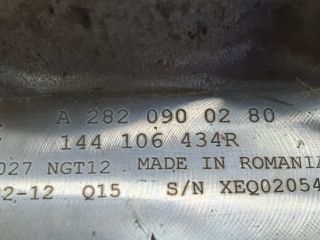 A 282 090 02 80
144 106 434R
027 NGT12 MADE IN ROMANIA
2-12 Q15 S/N XEQ02054